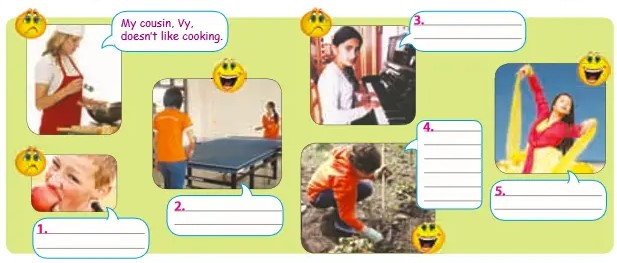 My cousin, Vy,
doesn't like cooking.
3.
4.
2.
1.
5.